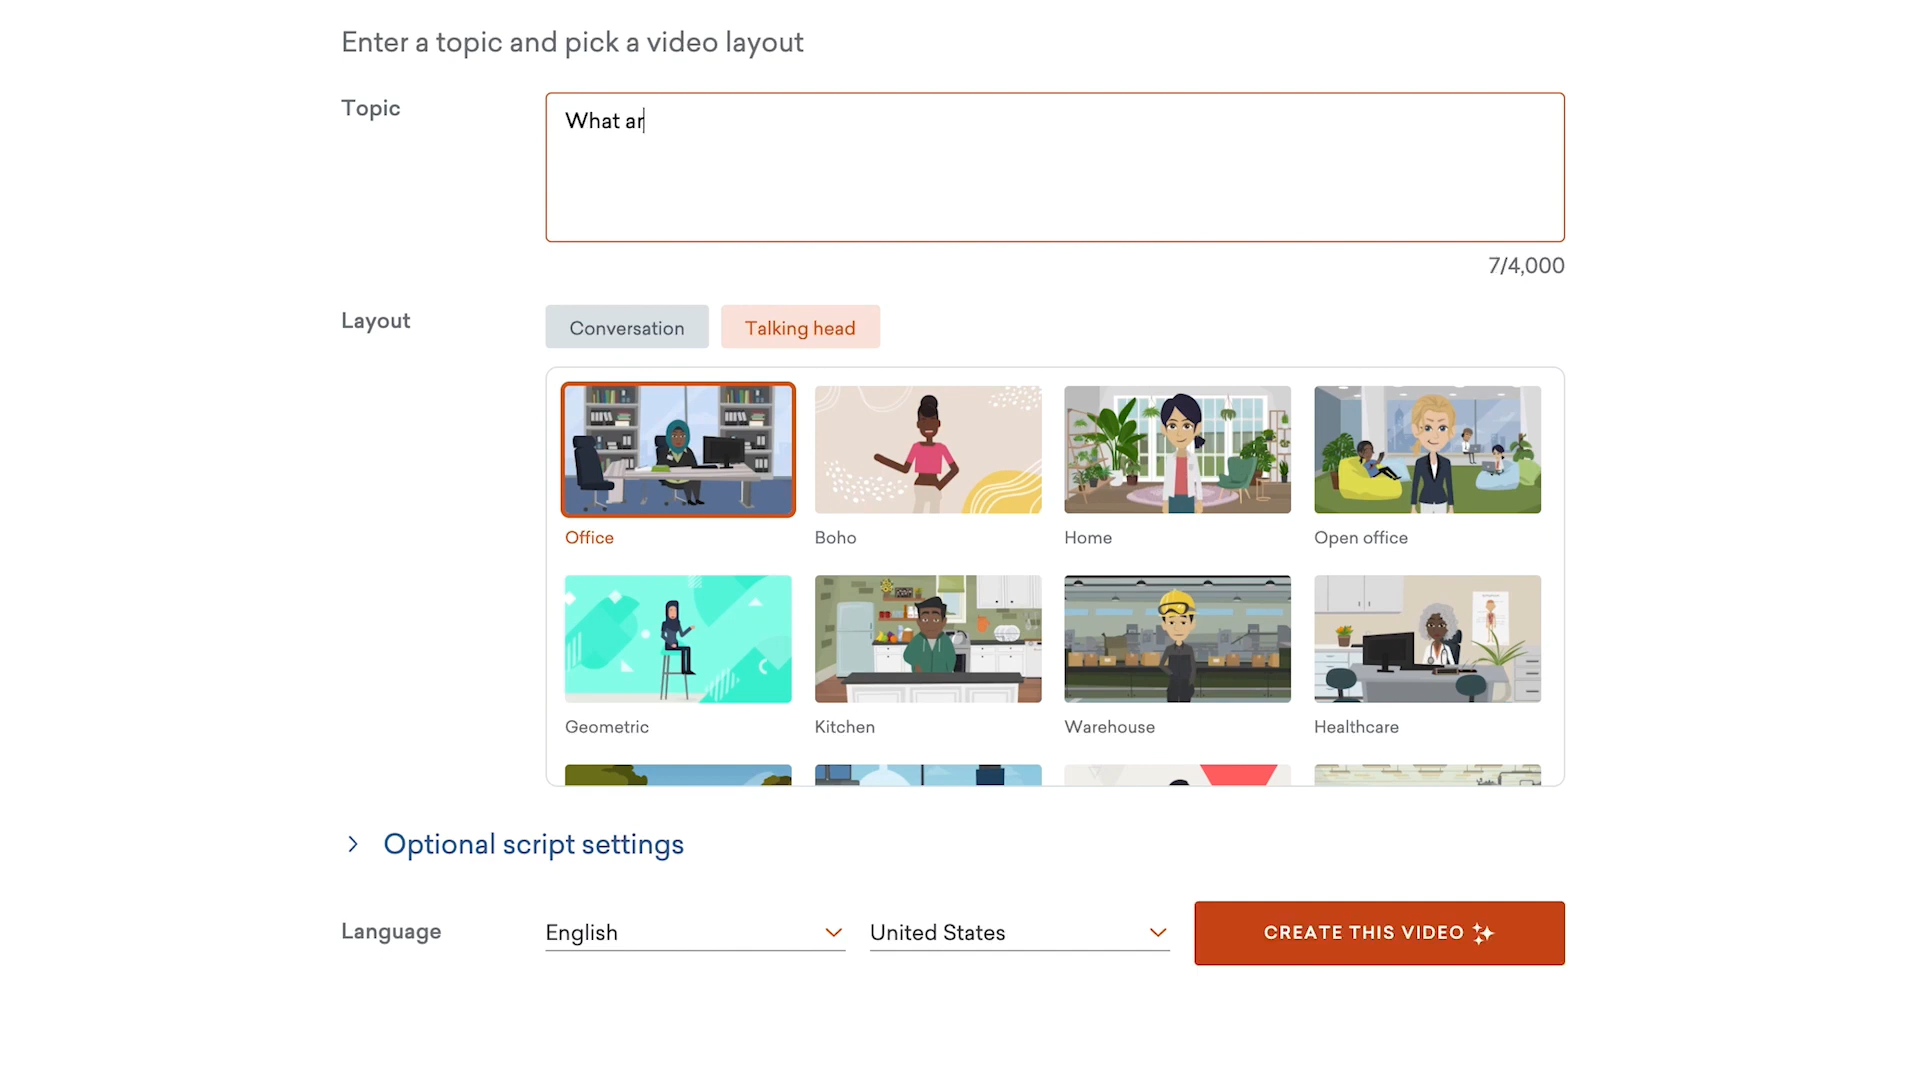 Enter a topic and pick a video layout
Topic
What ar
7/4,000
Layout
Conversation
Talking head
Office
Boho
Home
Open office
Geometric
Kitchen
Warehouse
Healthcare
Optional script settings
Language
English
United States
CREATE THIS VIDEO